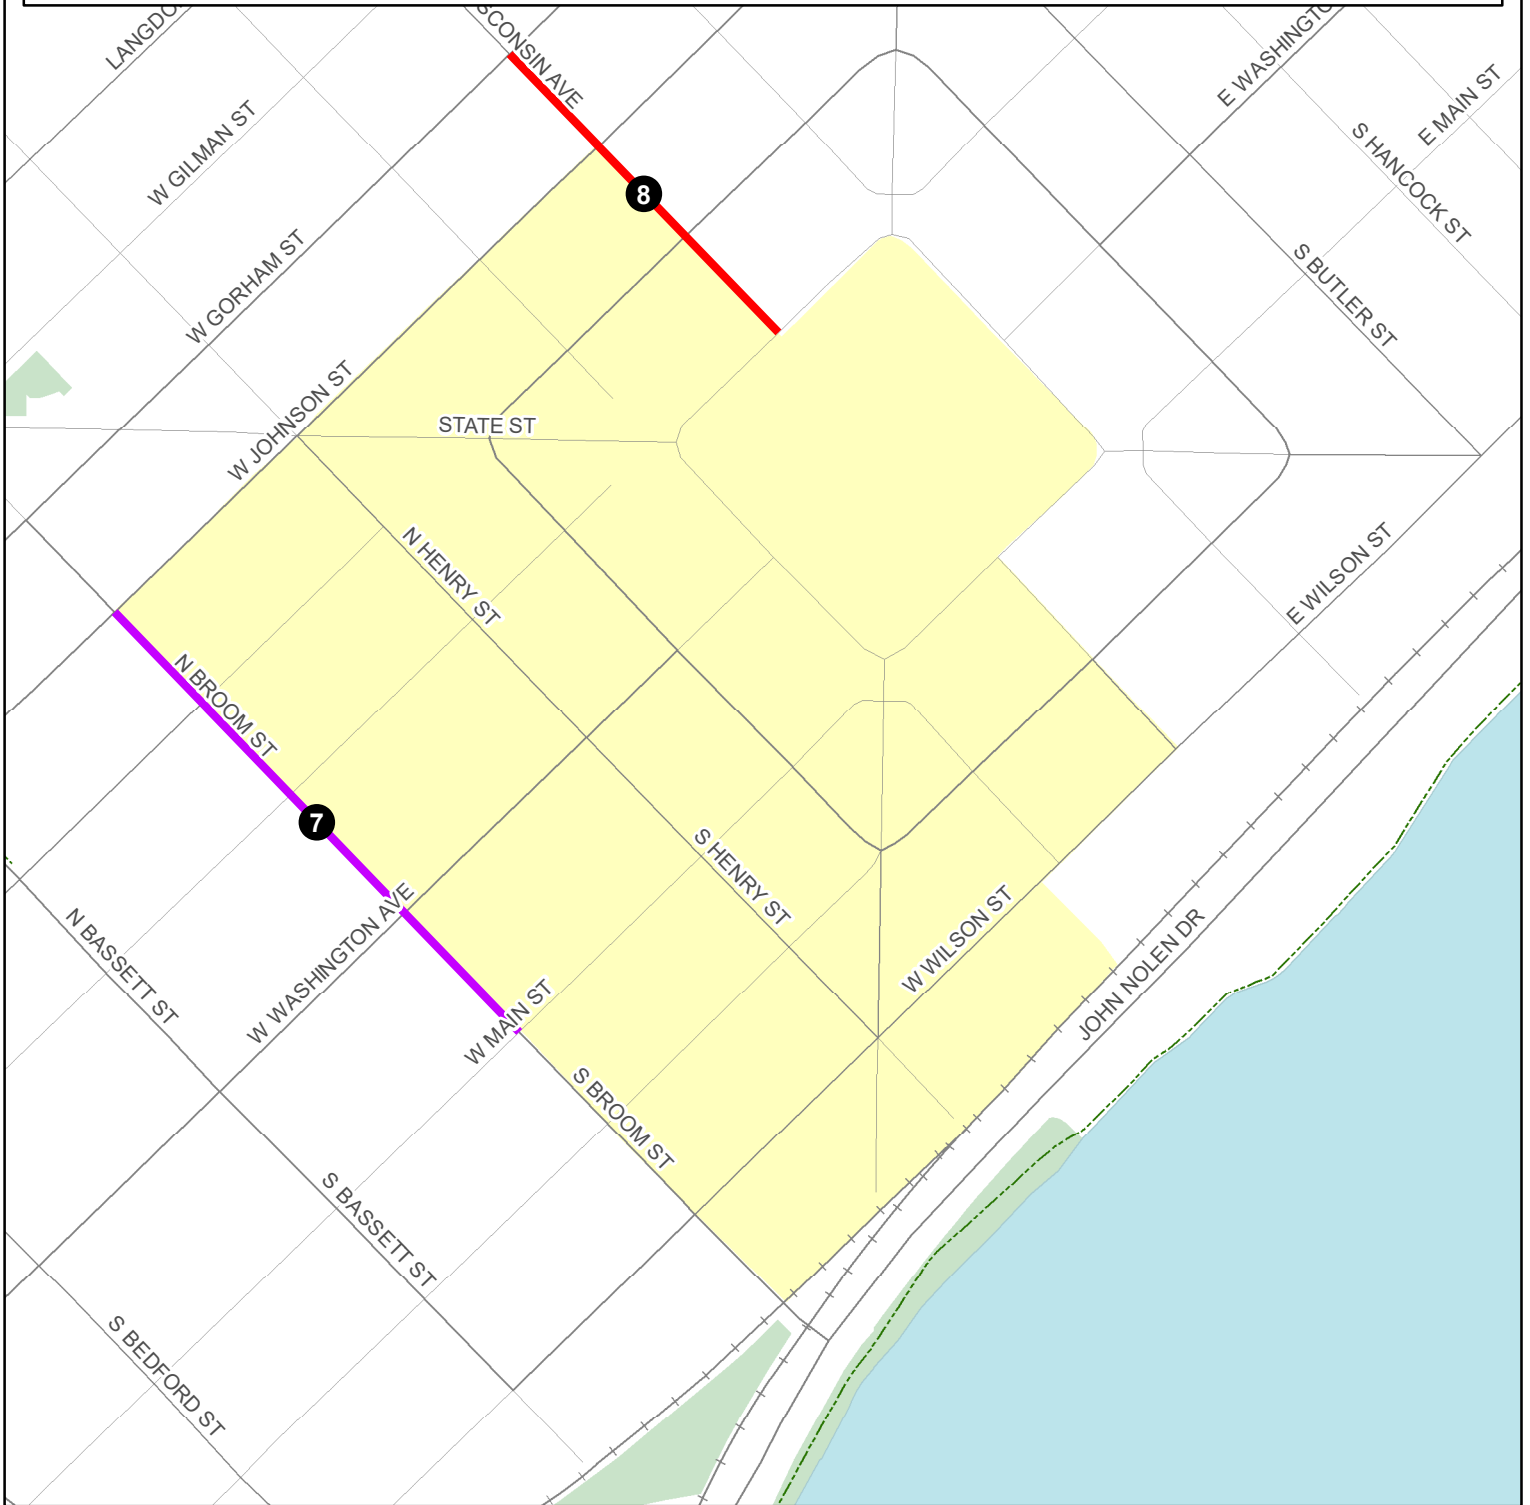 LANGDO
SCONSIN AVE
E WASHINGTO
W GILMAN ST
E MAIN ST
S HANCOCK ST
W GORHAM ST
8
S BUTLER ST
W JOHNSON ST
STATE ST
N HENRY ST
E WILSON ST
N BROOM ST
7
S HENRY ST
W WASHINGTON AVE
W WILSON ST
N BASSETT ST
JOHN NOLEN DR
W MAIN ST
S BROOM ST
S BASSETT ST
S BEDFORD ST